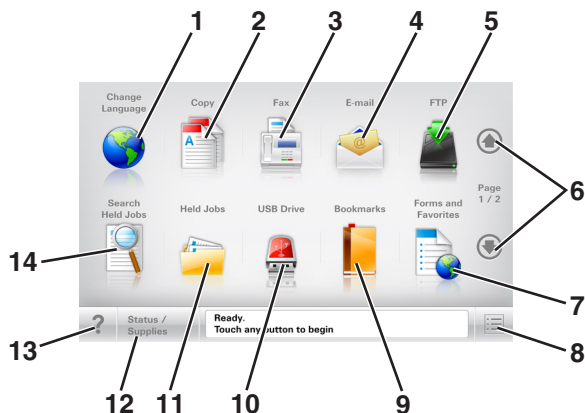 1 2 3 4 5
Change
Language
Copy
Fax
E-mail
FTP
A
@
6
Page
1 / 2
Search
Held Jobs
Held Jobs
USB Drive
Bookmarks
Forms and
Favorites
14
7
?
Status /
Supplies
Ready.
Touch any button to begin
8
13
12
11
10
9